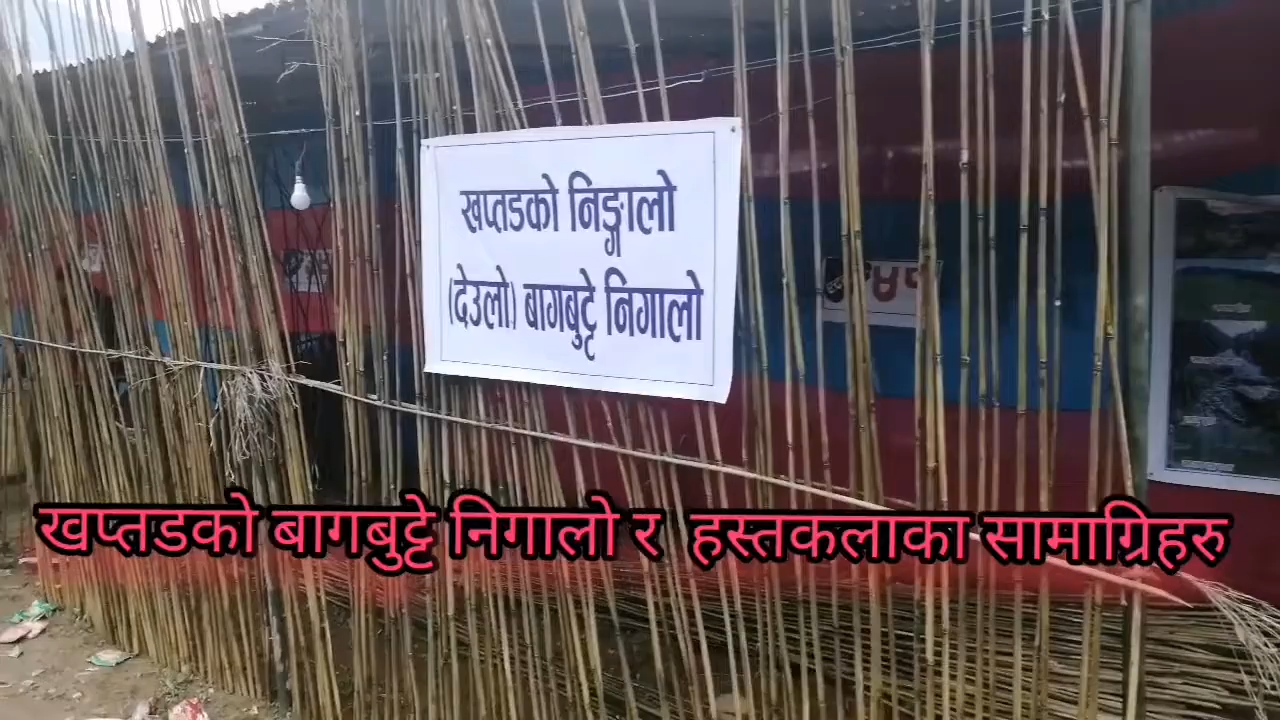 खप्तडको निङ्गालो
(देउलो) बागबुट्टे निगालो
खप्तडको बागबुट्टे निगालो र हस्तकलाका सामाग्रिहरु